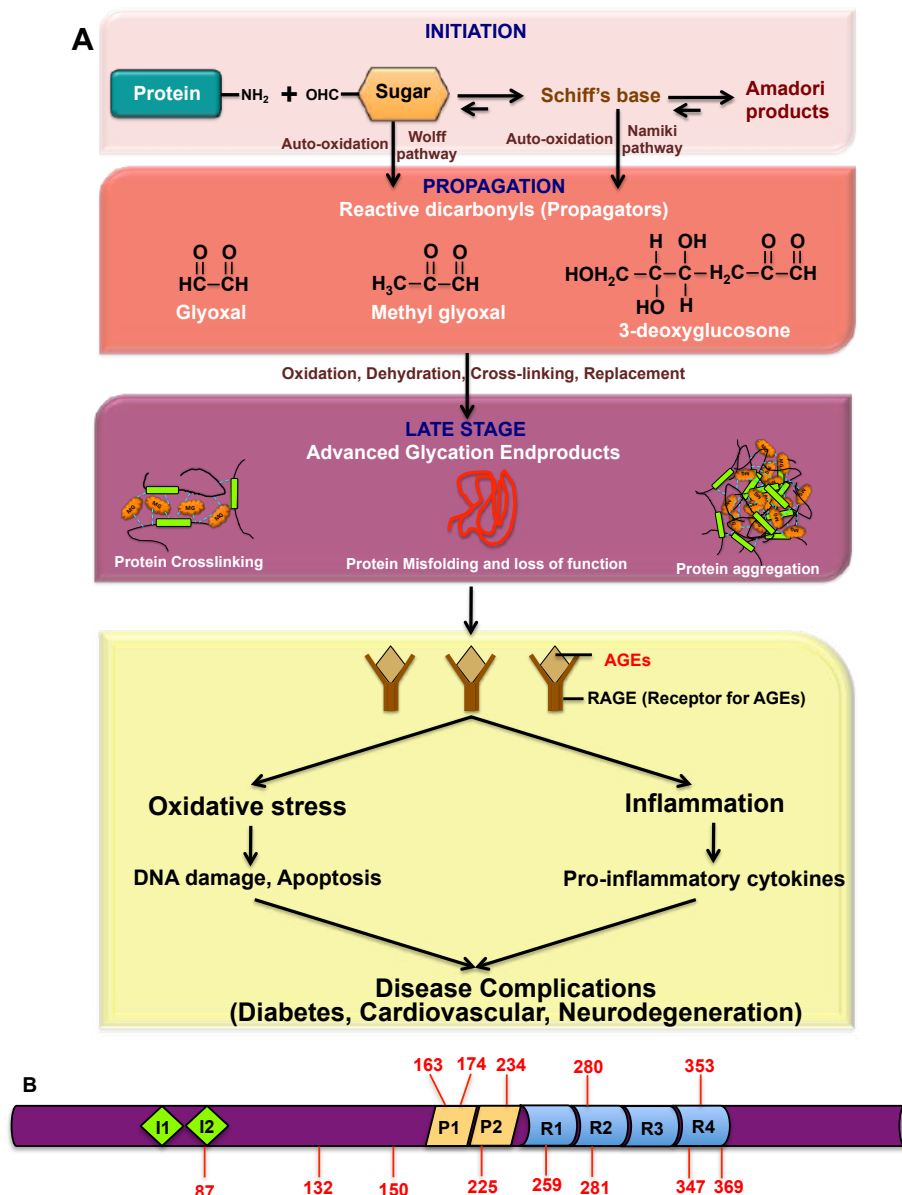 A
INITIATION
Protein
NH2
+
OHC
Sugar
Schiff's base
Amadori
products
Auto-oxidation
Wolff
pathway
Auto-oxidation
Namiki
pathway
PROPAGATION
Reactive dicarbonyls (Propagators)
O O
HC–CH
Glyoxal
O O
H3C–C–CH
Methyl glyoxal
H OH O O
HOH2C–C–C–H2C–C–CH
HO H
3-deoxyglucosone
Oxidation, Dehydration, Cross-linking, Replacement
LATE STAGE
Advanced Glycation Endproducts
MG MG MG MG
Protein Crosslinking
Protein Misfolding and loss of function
Protein aggregation
AGEs
RAGE (Receptor for AGEs)
Oxidative stress
Inflammation
DNA damage, Apoptosis
Pro-inflammatory cytokines
Disease Complications
(Diabetes, Cardiovascular, Neurodegeneration)
B
163 174 234 280 353
I1 I2 P1 P2 R1 R2 R3 R4
87 132 150 225 259 281 347 369